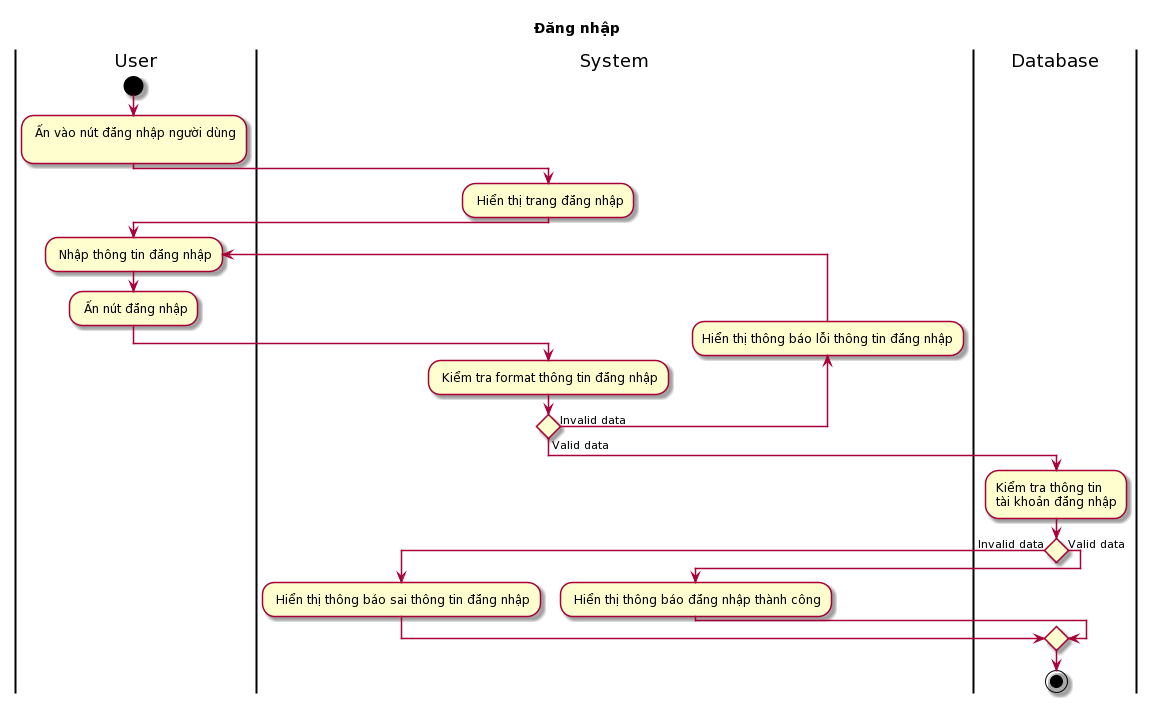 Đăng nhập
User
System
Database
Ấn vào nút đăng nhập người dùng
Hiển thị trang đăng nhập
Nhập thông tin đăng nhập
Ấn nút đăng nhập
Hiển thị thông báo lỗi thông tin đăng nhập
Kiểm tra format thông tin đăng nhập
Invalid data
Valid data
Kiểm tra thông tin
tài khoản đăng nhập
Invalid data
Valid data
Hiển thị thông báo sai thông tin đăng nhập
Hiển thị thông báo đăng nhập thành công